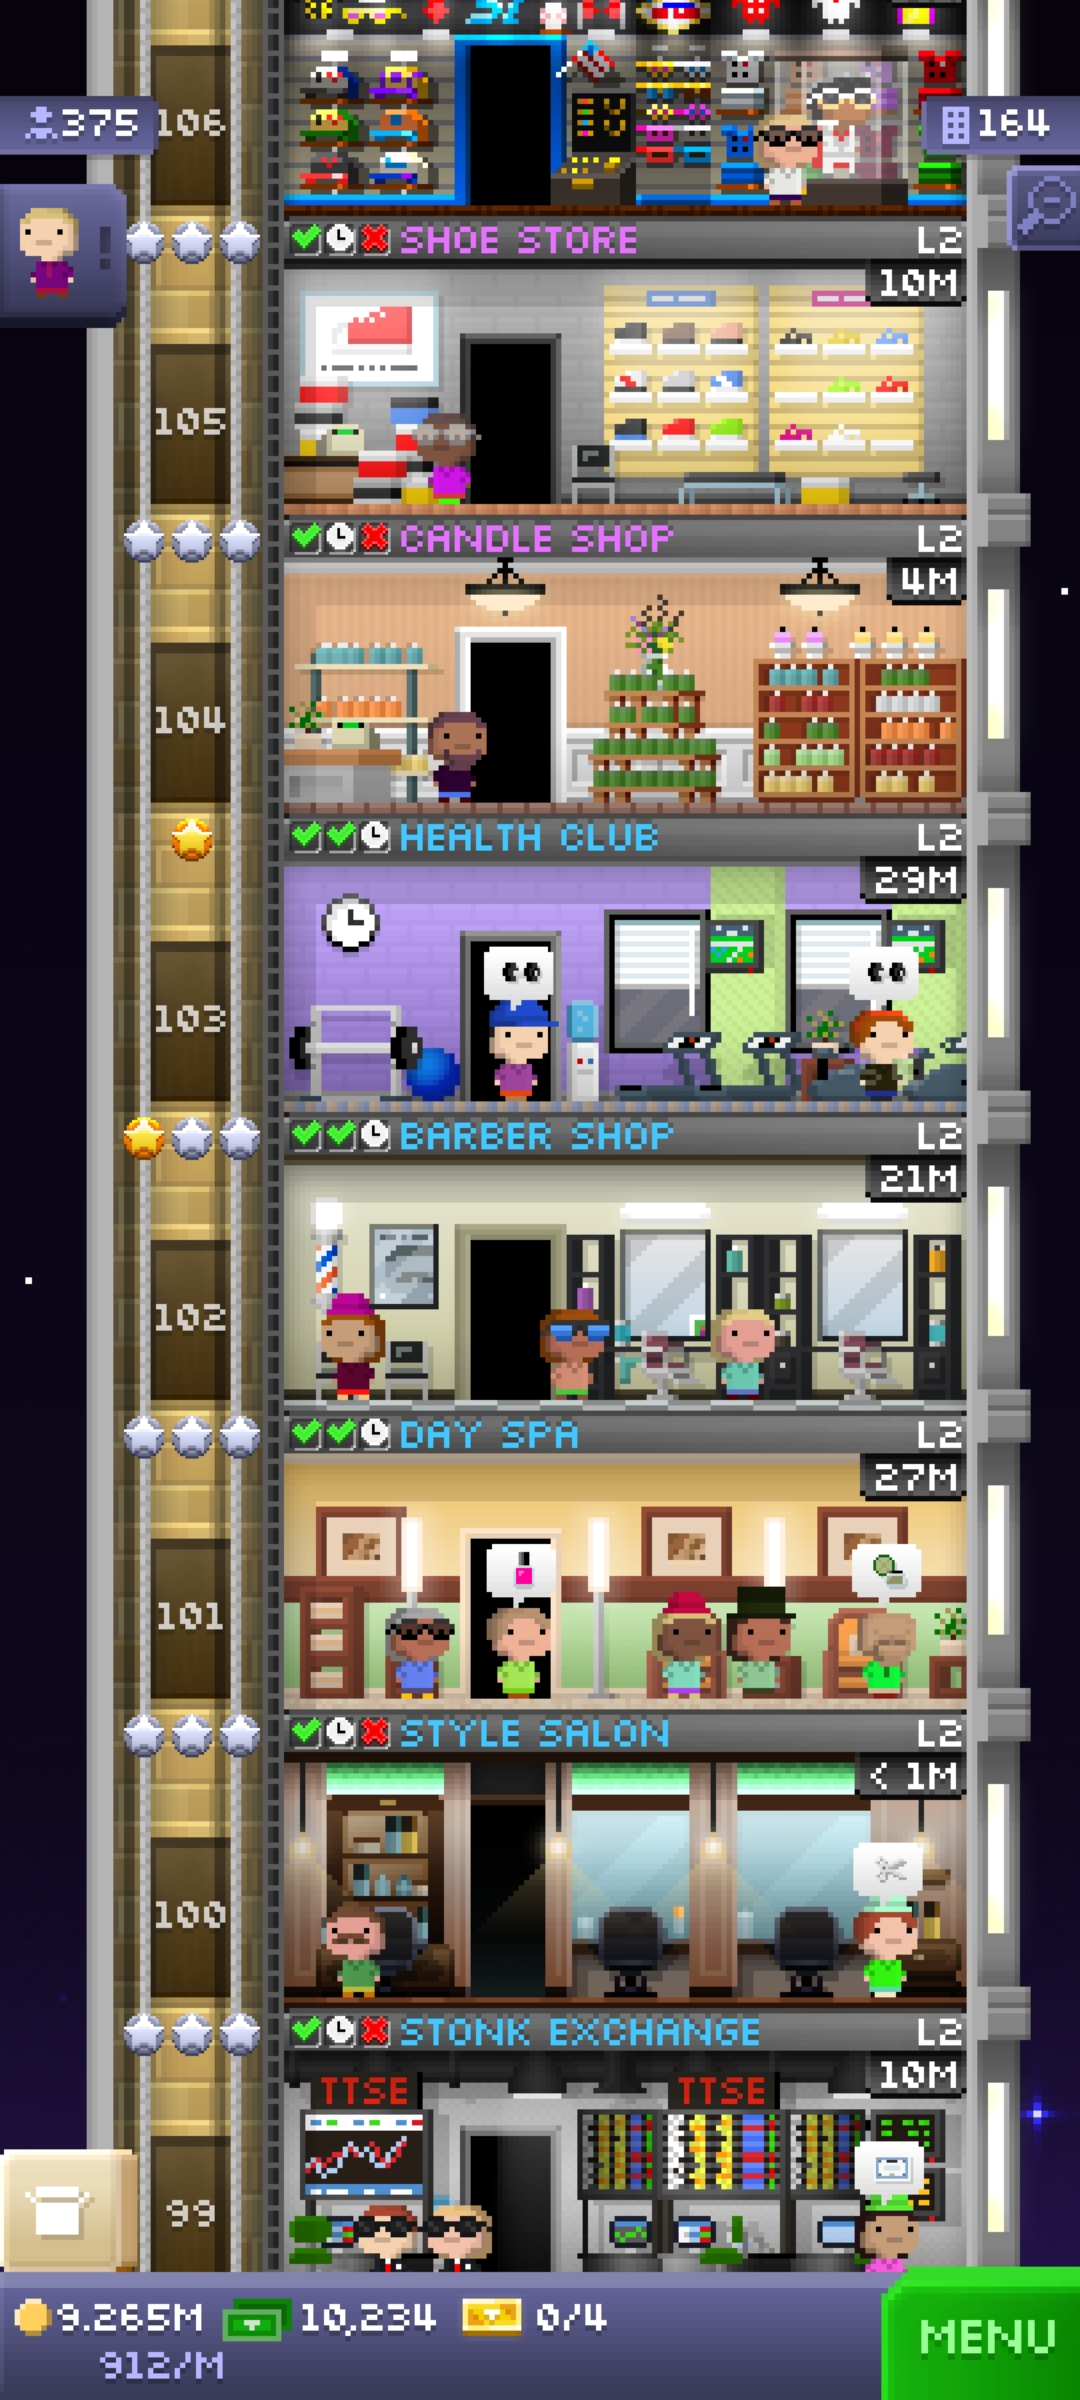 375
106
164
SHOE STORE L2
10M
105
CANDLE SHOP L2
4M
104
HEALTH CLUB L2
29M
103
BARBER SHOP L2
21M
102
DAY SPA L2
27M
101
STYLE SALON L2
< 1M
100
STONK EXCHANGE L2
10M
TTSE TTSE
99
9.265M 10,234 0/4
912/M
MENU